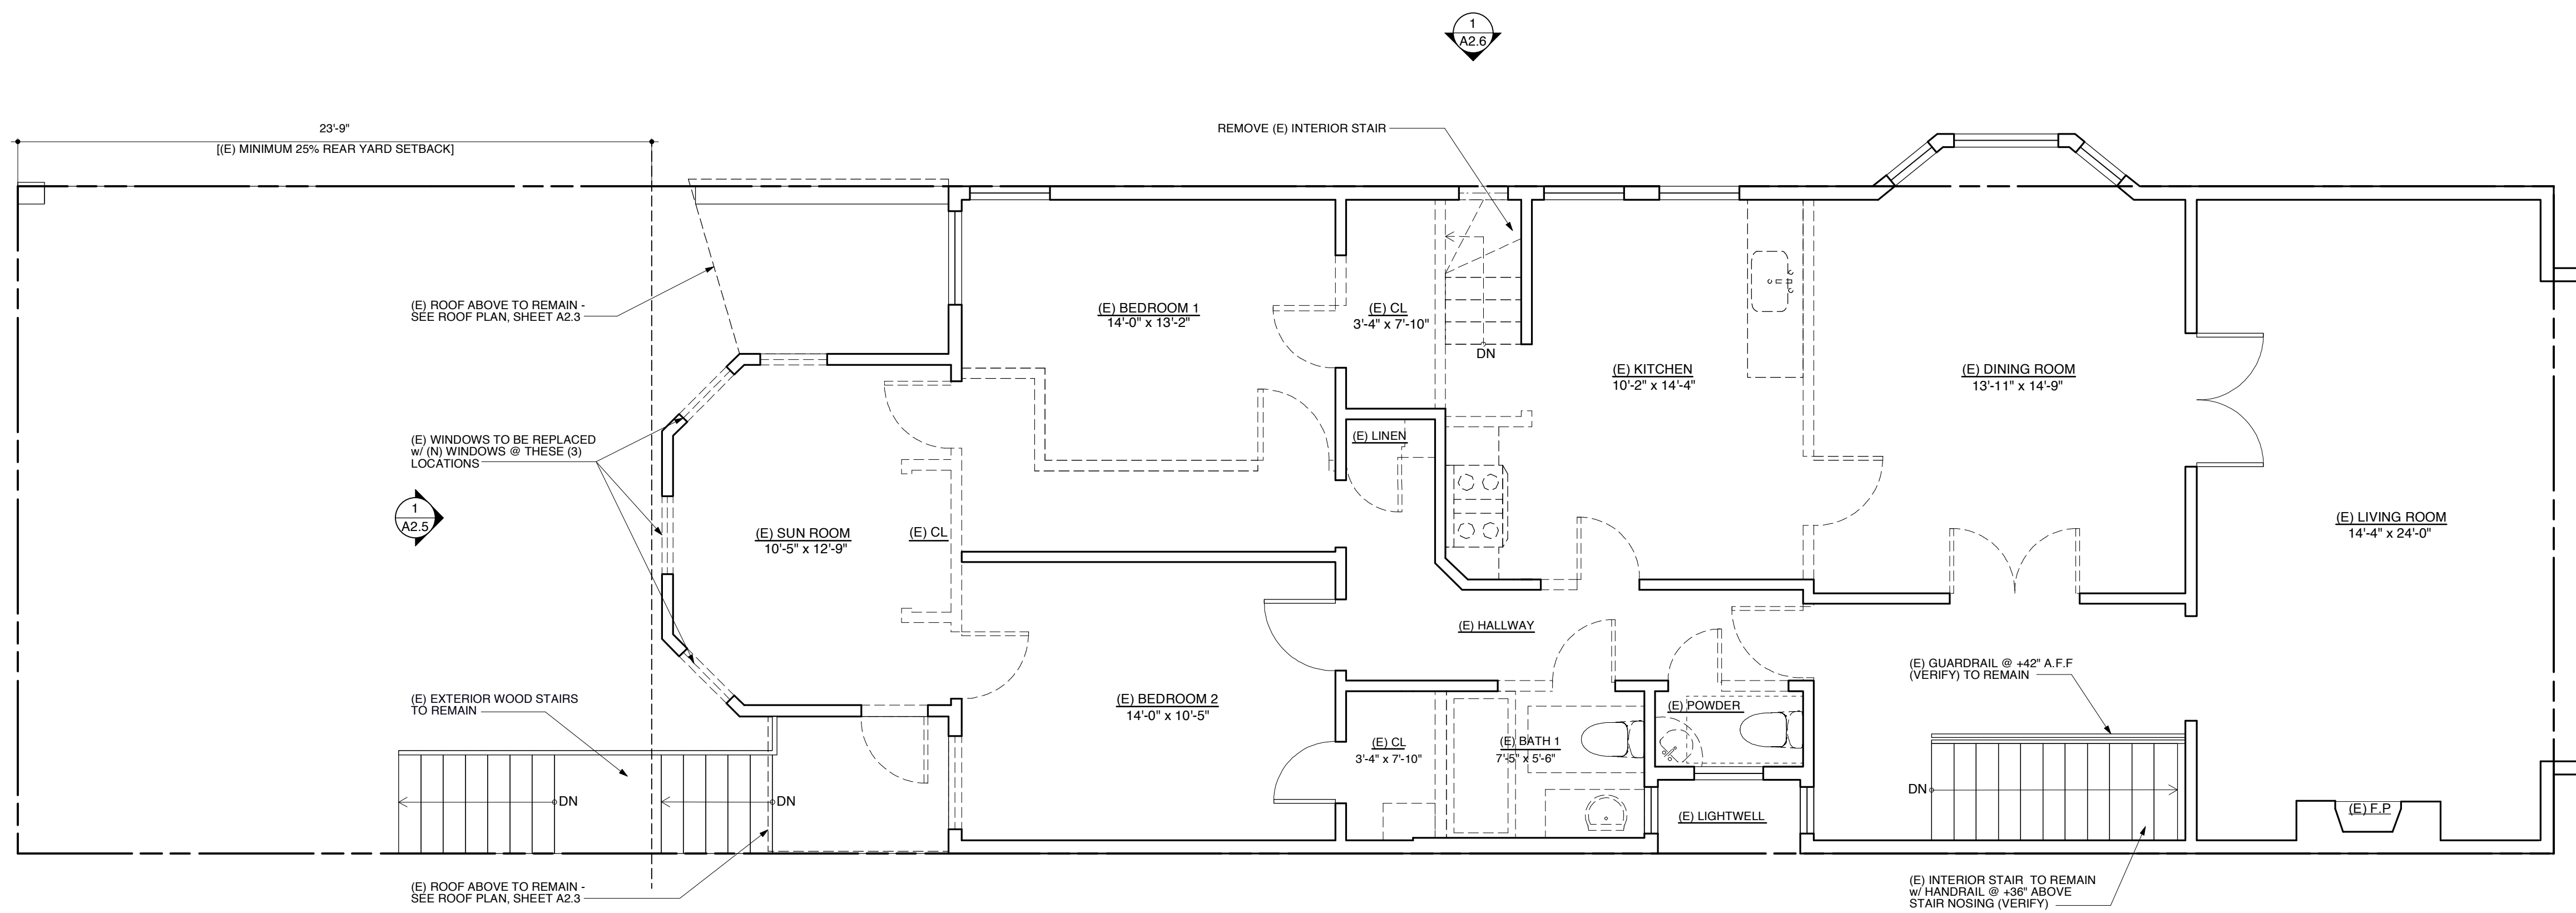 1
A2.6
23'-9"
[(E) MINIMUM 25% REAR YARD SETBACK]
REMOVE (E) INTERIOR STAIR
(E) ROOF ABOVE TO REMAIN -
SEE ROOF PLAN, SHEET A2.3
(E) BEDROOM 1
14'-0" x 13'-2"
(E) CL
3'-4" x 7'-10"
DN
(E) KITCHEN
10'-2" x 14'-4"
(E) DINING ROOM
13'-11" x 14'-9"
(E) WINDOWS TO BE REPLACED
w/ (N) WINDOWS @ THESE (3)
LOCATIONS
(E) LINEN
1
A2.5
(E) SUN ROOM
10'-5" x 12'-9"
(E) CL
(E) LIVING ROOM
14'-4" x 24'-0"
(E) HALLWAY
(E) GUARDRAIL @ +42" A.F.F
(VERIFY) TO REMAIN
(E) EXTERIOR WOOD STAIRS
TO REMAIN
(E) BEDROOM 2
14'-0" x 10'-5"
(E) POWDER
(E) CL
3'-4" x 7'-10"
(E) BATH 1
7'-5" x 5'-6"
DN
DN
DN
(E) LIGHTWELL
(E) F.P
(E) ROOF ABOVE TO REMAIN -
SEE ROOF PLAN, SHEET A2.3
(E) INTERIOR STAIR TO REMAIN
w/ HANDRAIL @ +36" ABOVE
STAIR NOSING (VERIFY)